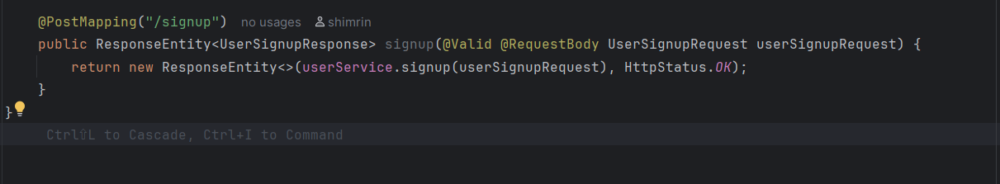 @PostMapping("/signup") no usages shimrin
public ResponseEntity<UserSignupResponse> signup(@Valid @RequestBody UserSignupRequest userSignupRequest) {
return new ResponseEntity<>(userService.signup(userSignupRequest), HttpStatus.OK);
}
}
Ctrl⇧L to Cascade, Ctrl+I to Command